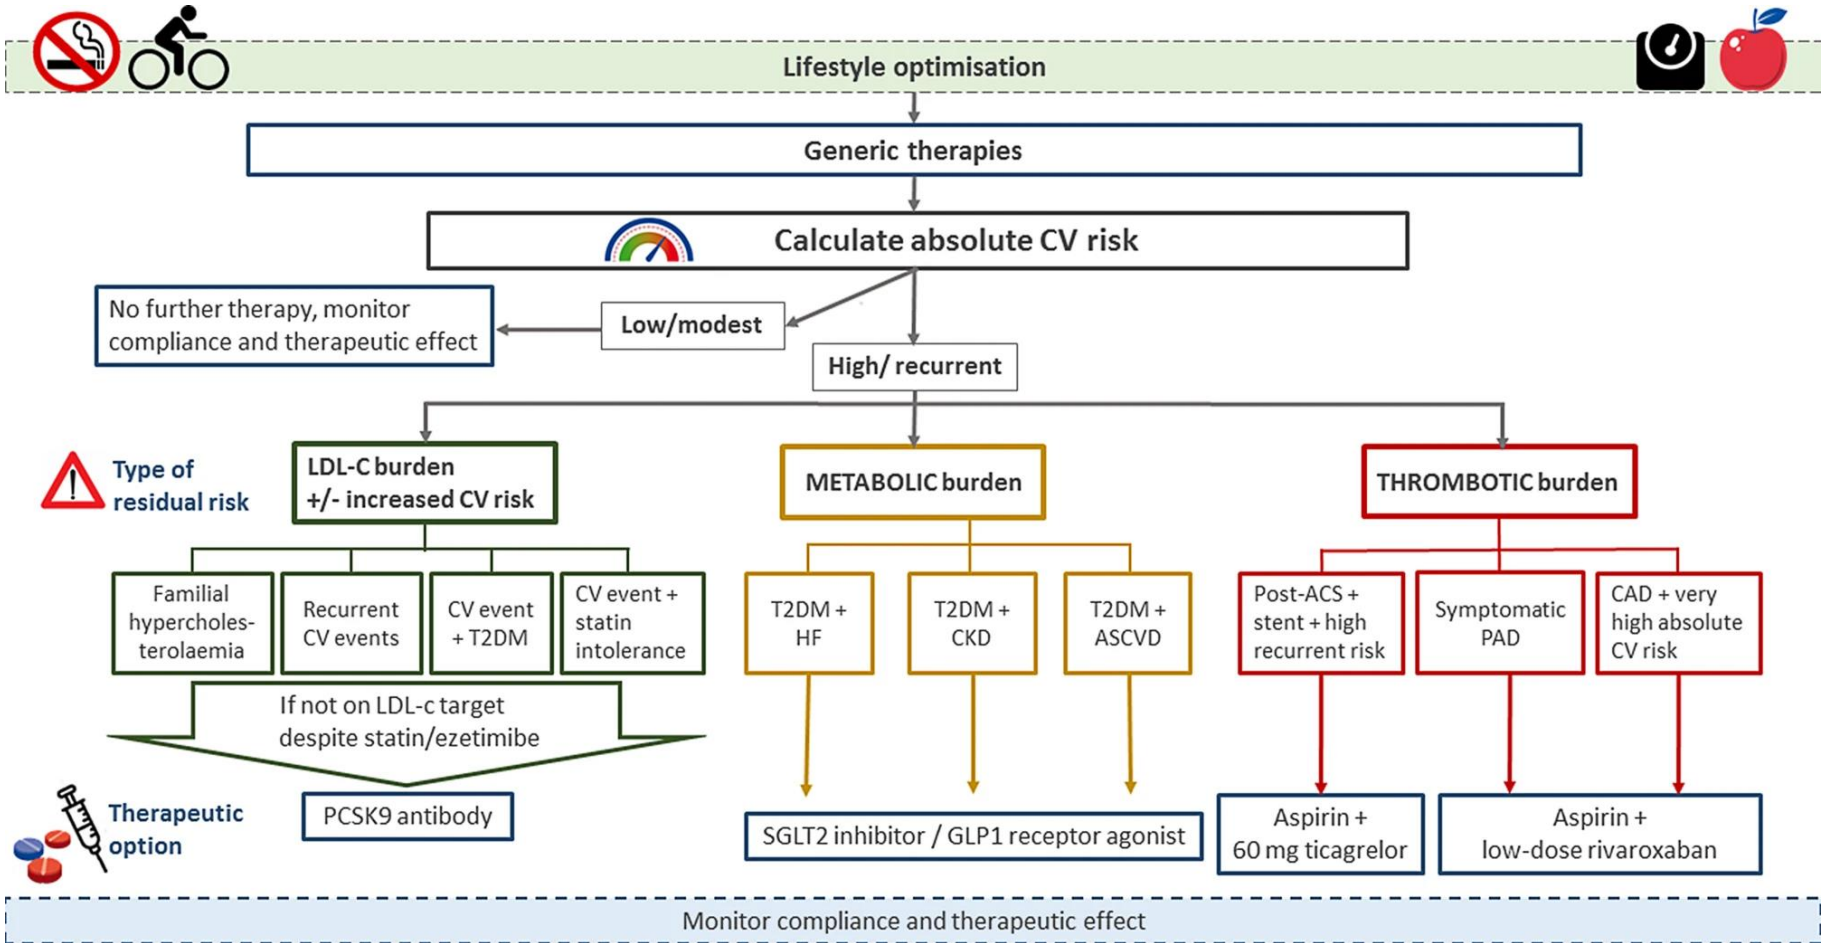 Lifestyle optimisation
Generic therapies
Calculate absolute CV risk
No further therapy, monitor
compliance and therapeutic effect
Low/modest
High/ recurrent
Type of
residual risk
LDL-C burden
+/- increased CV risk
METABOLIC burden
THROMBOTIC burden
Familial
hypercholes-
terolaemia
Recurrent
CV events
CV event
+ T2DM
CV event +
statin
intolerance
T2DM +
HF
T2DM +
CKD
T2DM +
ASCVD
Post-ACS +
stent + high
recurrent risk
Symptomatic
PAD
CAD + very
high absolute
CV risk
If not on LDL-c target
despite statin/ezetimibe
Therapeutic
option
PCSK9 antibody
SGLT2 inhibitor / GLP1 receptor agonist
Aspirin +
60 mg ticagrelor
Aspirin +
low-dose rivaroxaban
Monitor compliance and therapeutic effect